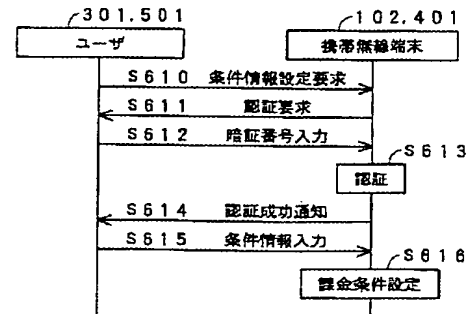 301,501
102,401
ユーザ
携帯無線端末
S610 条件情報設定要求
S611 認証要求
S612 暗証番号入力
S613
認証
S614 認証成功通知
S615 条件情報入力
S616
課金条件設定